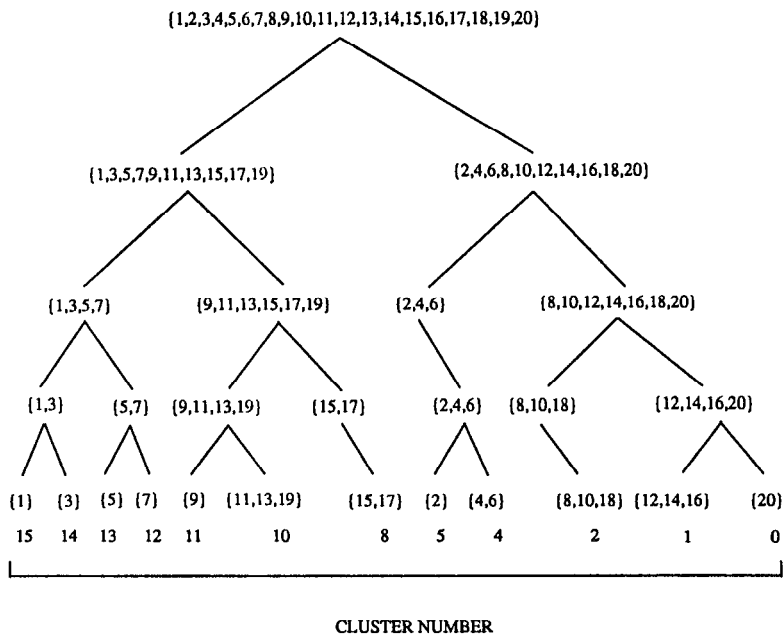 {1,2,3,4,5,6,7,8,9,10,11,12,13,14,15,16,17,18,19,20}
{1,3,5,7,9,11,13,15,17,19} {2,4,6,8,10,12,14,16,18,20}
{1,3,5,7} {9,11,13,15,17,19} {2,4,6} {8,10,12,14,16,18,20}
{1,3} {5,7} {9,11,13,19} {15,17} {2,4,6} {8,10,18} {12,14,16,20}
{1} {3} {5} {7} {9} {11,13,19} {15,17} {2} {4,6} {8,10,18} {12,14,16} {20}
15 14 13 12 11 10 8 5 4 2 1 0
CLUSTER NUMBER